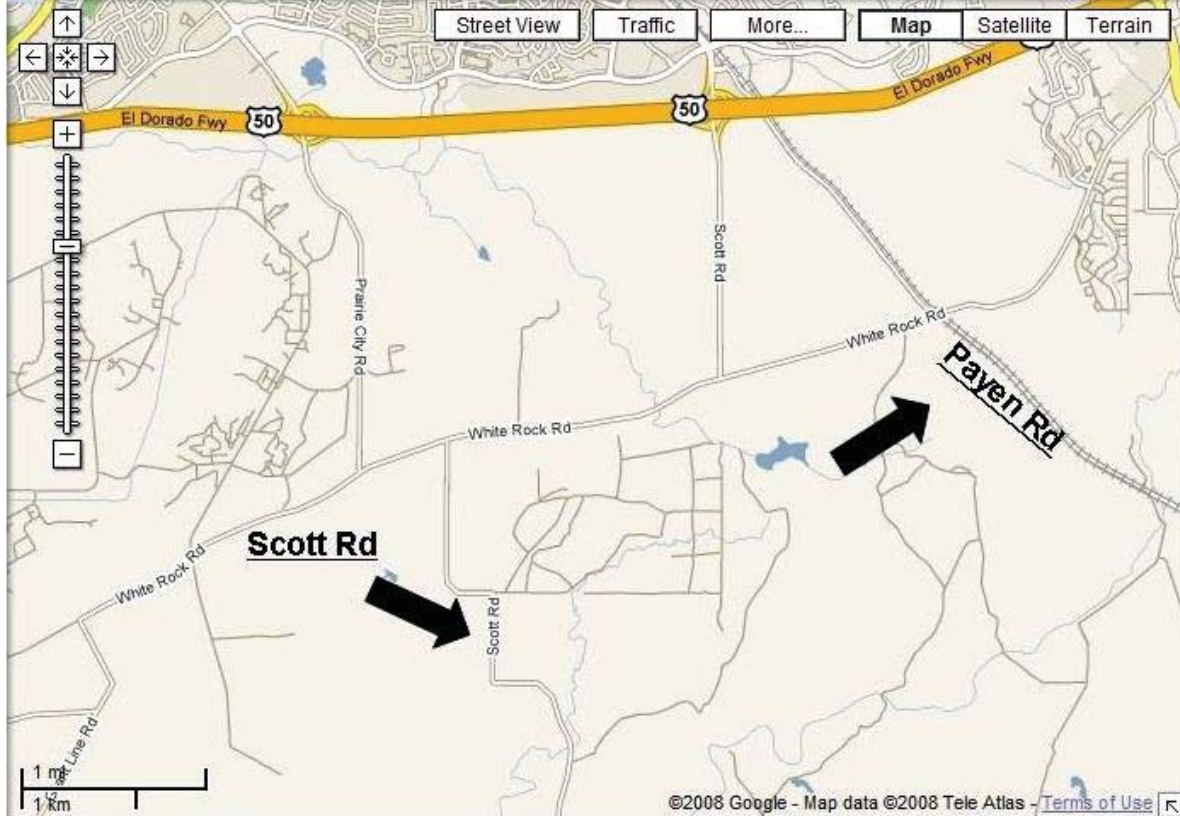 Street View
Traffic
More...
Map
Satellite
Terrain
El Dorado Fwy
50
50
El Dorado Fwy
Scott Rd
Prairie City Rd
White Rock Rd
Payen Rd
White Rock Rd
Scott Rd
White Rock Rd
Scott Rd
Line Rd
1 mi
1 km
©2008 Google - Map data ©2008 Tele Atlas - Terms of Use